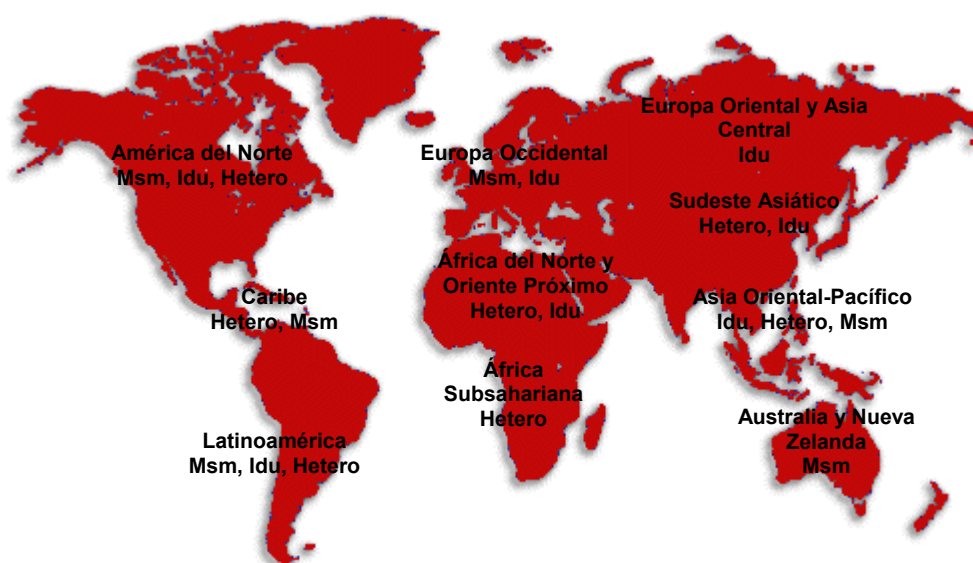 Europa Oriental y Asia
Central
Idu
América del Norte
Msm, Idu, Hetero
Europa Occidental
Msm, Idu
Sudeste Asiático
Hetero, Idu
África del Norte y
Oriente Próximo
Hetero, Idu
Caribe
Hetero, Msm
Asia Oriental-Pacífico
Idu, Hetero, Msm
África
Subsahariana
Hetero
Australia y Nueva
Zelanda
Msm
Latinoamérica
Msm, Idu, Hetero